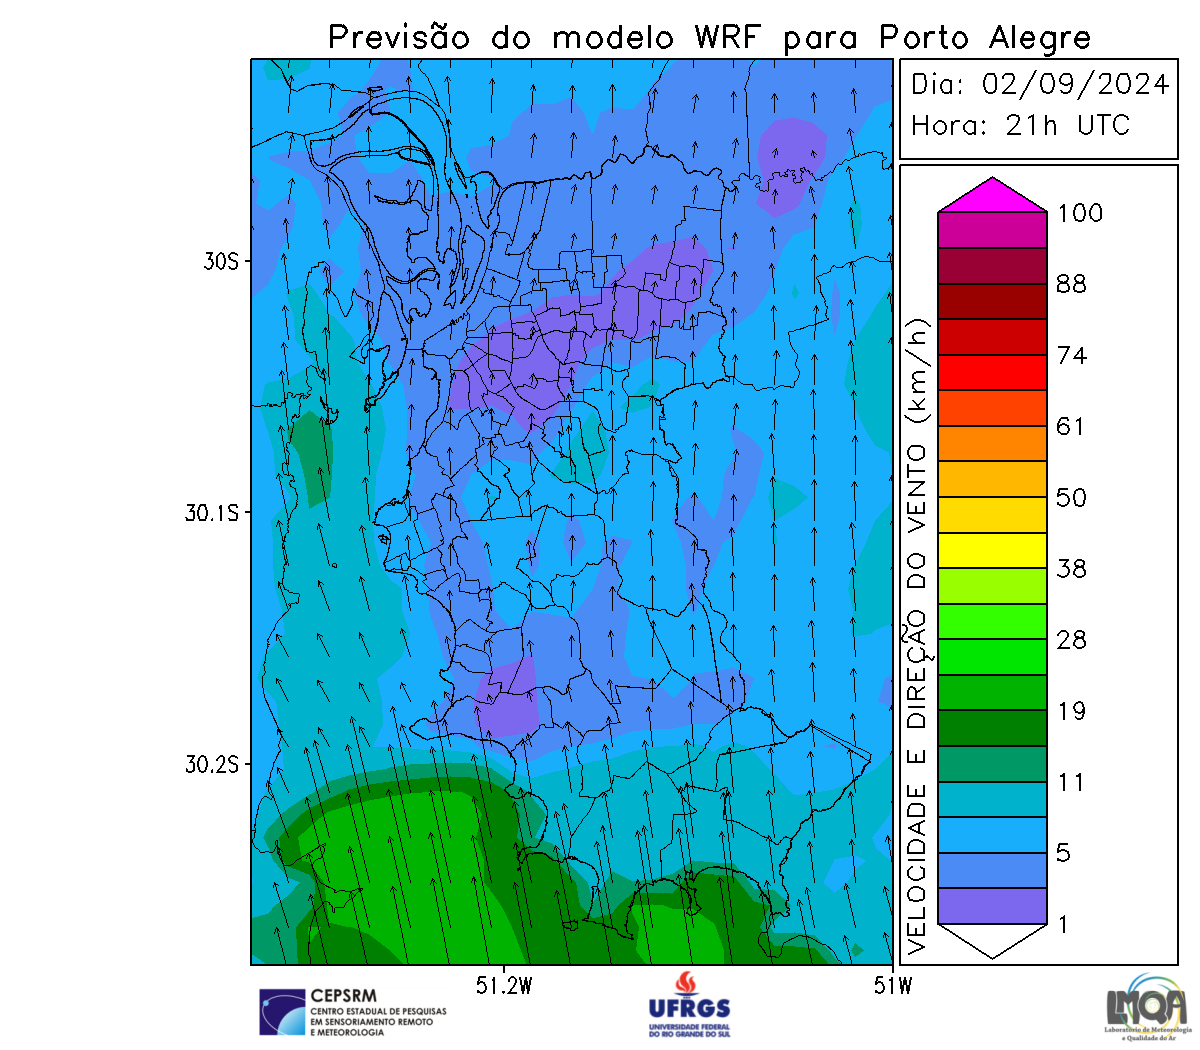 Previsão do modelo WRF para Porto Alegre
Dia: 02/09/2024
Hora: 21h UTC
30S
30.1S
30.2S
51.2W
51W
VELOCIDADE E DIREÇÃO DO VENTO (km/h)
100
88
74
61
50
38
28
19
11
5
1
CEPSRM
CENTRO ESTADUAL DE PESQUISAS
EM SENSORIAMENTO REMOTO
E METEOROLOGIA
UFRGS
UNIVERSIDADE FEDERAL
DO RIO GRANDE DO SUL
LMQA
Laboratório de Meteorologia
e Qualidade do Ar